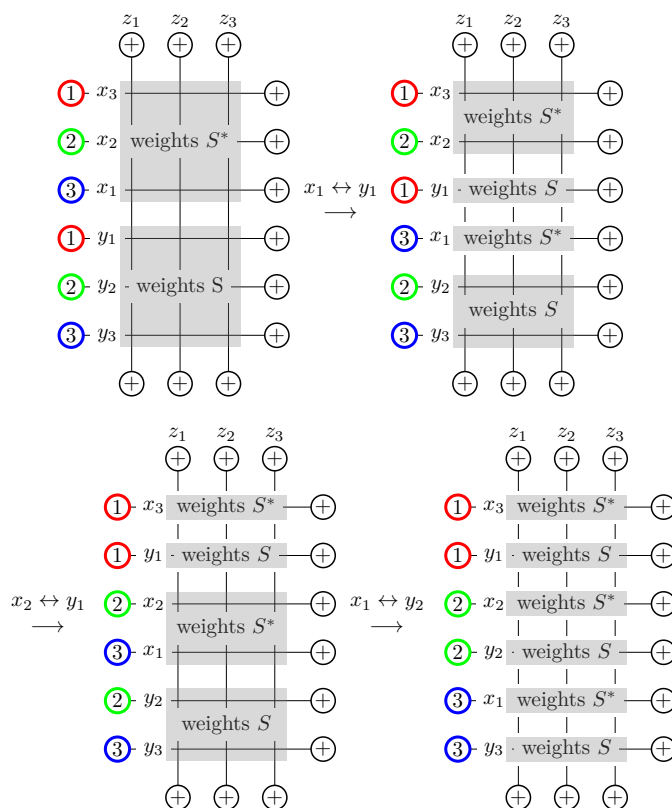 z₁ z₂ z₃ z₁ z₂ z₃
+ + + + + +
1 x₃ + 1 x₃ +
weights S* weights S*
2 x₂ + 2 x₂ +
3 x₁ + x₁ ↔ y₁ 1 y₁ weights S +
→
1 y₁ + 3 x₁ weights S* +
2 y₂ weights S + 2 y₂ +
weights S
3 y₃ + 3 y₃ +
+ + + + + +
z₁ z₂ z₃ z₁ z₂ z₃
+ + + + + +
1 x₃ weights S* + 1 x₃ weights S* +
1 y₁ weights S + 1 y₁ weights S +
x₂ ↔ y₁ 2 x₂ + x₁ ↔ y₂ 2 x₂ weights S* +
→ weights S* →
3 x₁ + 2 y₂ weights S +
2 y₂ + 3 x₁ weights S* +
weights S
3 y₃ + 3 y₃ weights S +
+ + + + + +